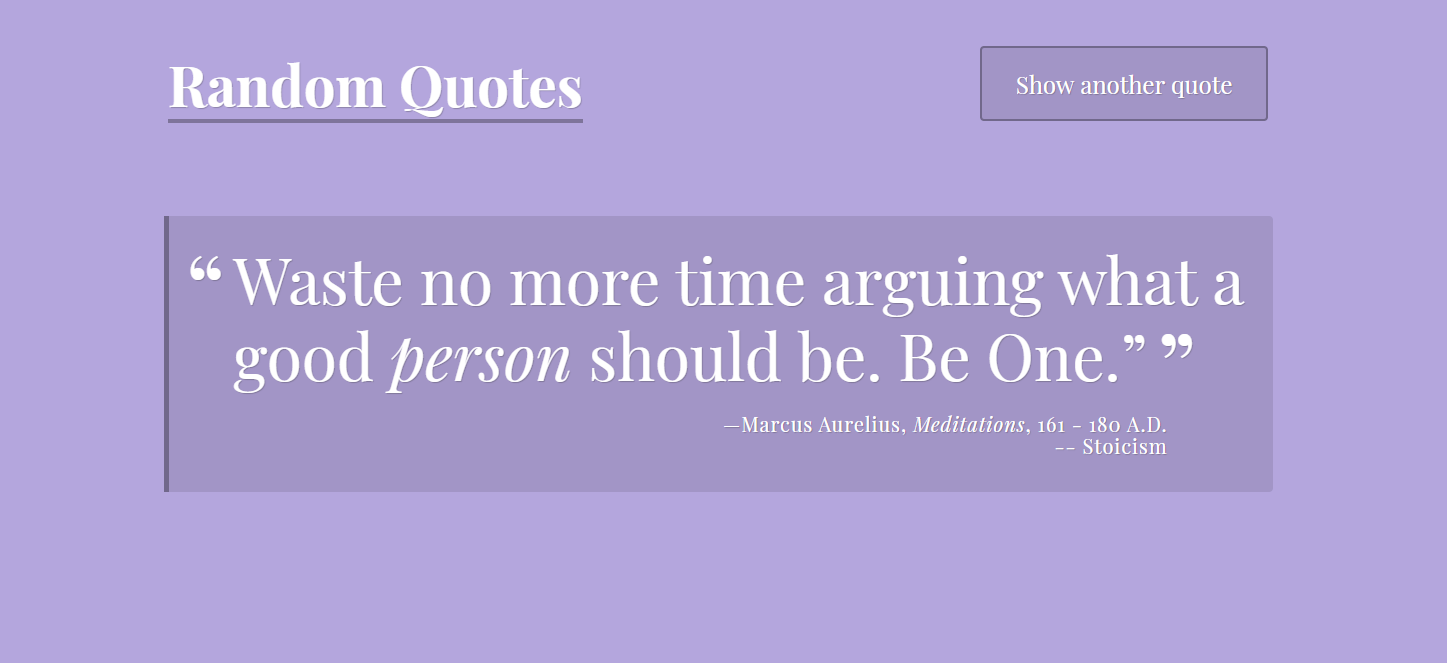 Random Quotes
Show another quote
“ Waste no more time arguing what a
good person should be. Be One.” ”
—Marcus Aurelius, Meditations, 161 - 180 A.D.
-- Stoicism